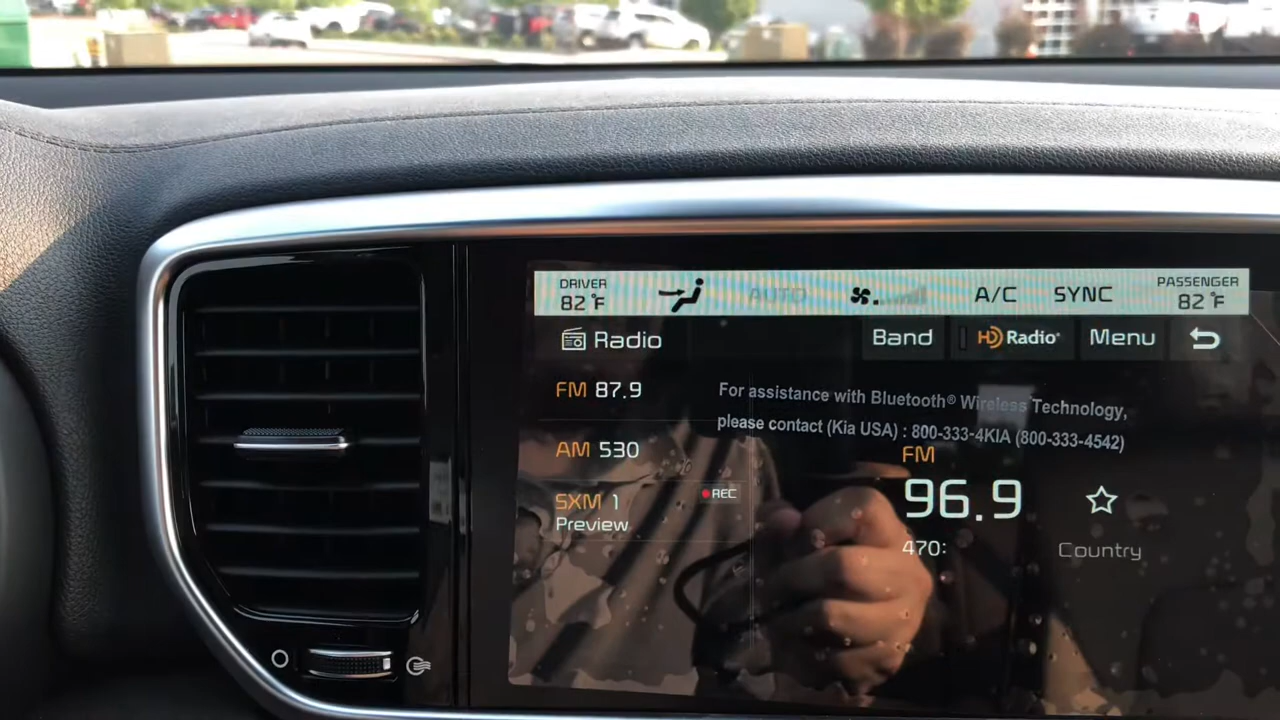 DRIVER PASSENGER
82°F AUTO A/C SYNC 82°F
Radio Band HD Radio® Menu
FM 87.9
For assistance with Bluetooth® Wireless Technology,
please contact (Kia USA) : 800-333-4KIA (800-333-4542)
AM 530
FM
SXM 1 REC
96.9
Preview
470:
Country